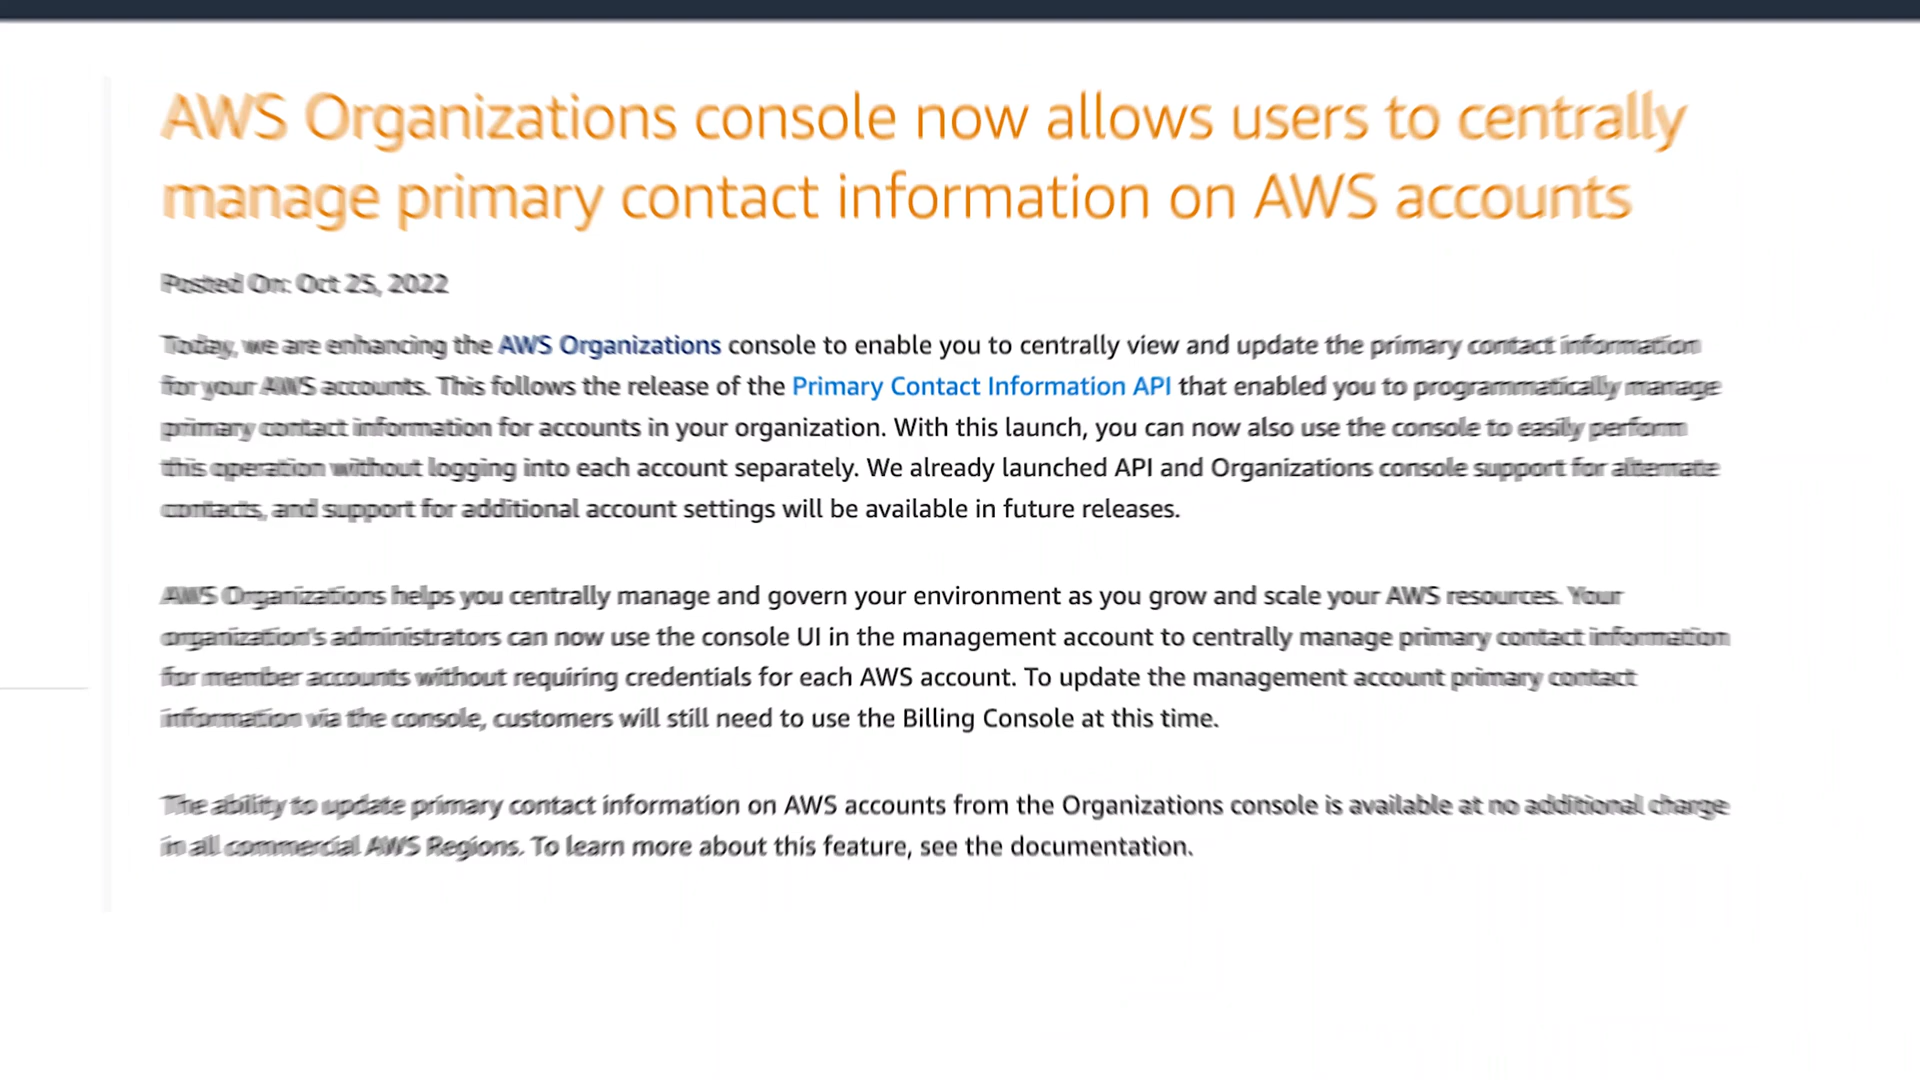 AWS Organizations console now allows users to centrally
manage primary contact information on AWS accounts
Posted On: Oct 25, 2022
Today, we are enhancing the AWS Organizations console to enable you to centrally view and update the primary contact information
for your AWS accounts. This follows the release of the Primary Contact Information API that enabled you to programmatically manage
primary contact information for accounts in your organization. With this launch, you can now also use the console to easily perform
this operation without logging into each account separately. We already launched API and Organizations console support for alternate
contacts, and support for additional account settings will be available in future releases.
AWS Organizations helps you centrally manage and govern your environment as you grow and scale your AWS resources. Your
organization's administrators can now use the console UI in the management account to centrally manage primary contact information
for member accounts without requiring credentials for each AWS account. To update the management account primary contact
information via the console, customers will still need to use the Billing Console at this time.
The ability to update primary contact information on AWS accounts from the Organizations console is available at no additional charge
in all commercial AWS Regions. To learn more about this feature, see the documentation.